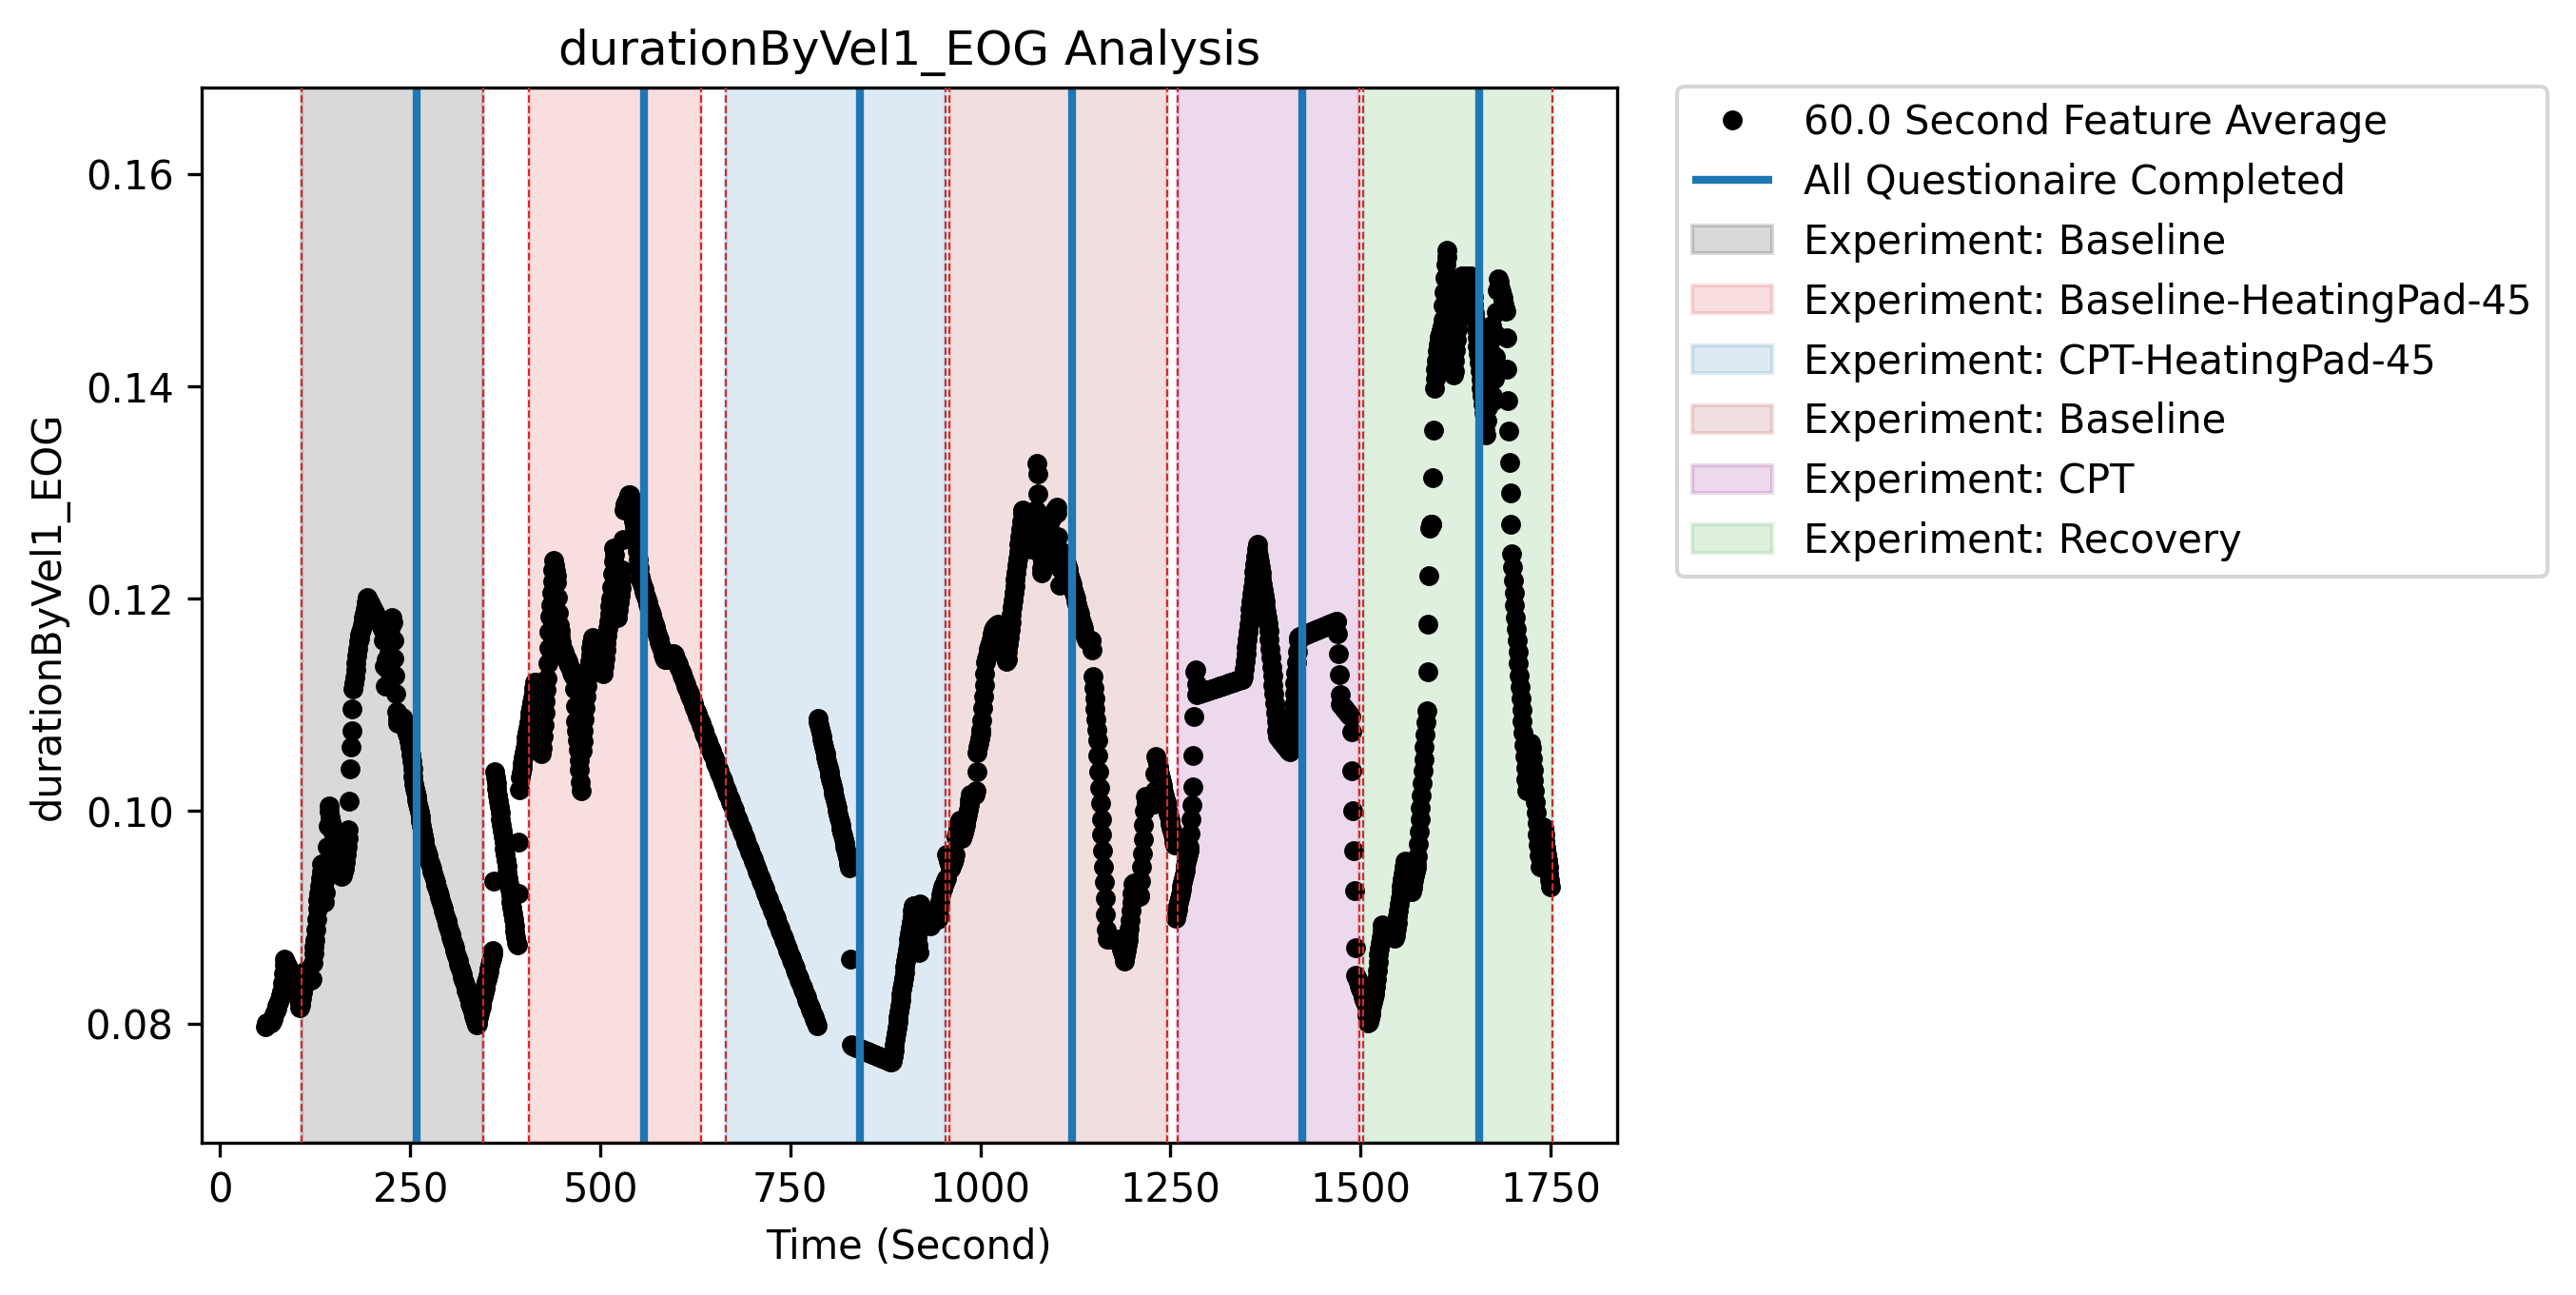 durationByVel1_EOG Analysis
durationByVel1_EOG
0.16
0.14
0.12
0.10
0.08
0
250
500
750
1000
1250
1500
1750
Time (Second)
60.0 Second Feature Average
All Questionaire Completed
Experiment: Baseline
Experiment: Baseline-HeatingPad-45
Experiment: CPT-HeatingPad-45
Experiment: Baseline
Experiment: CPT
Experiment: Recovery